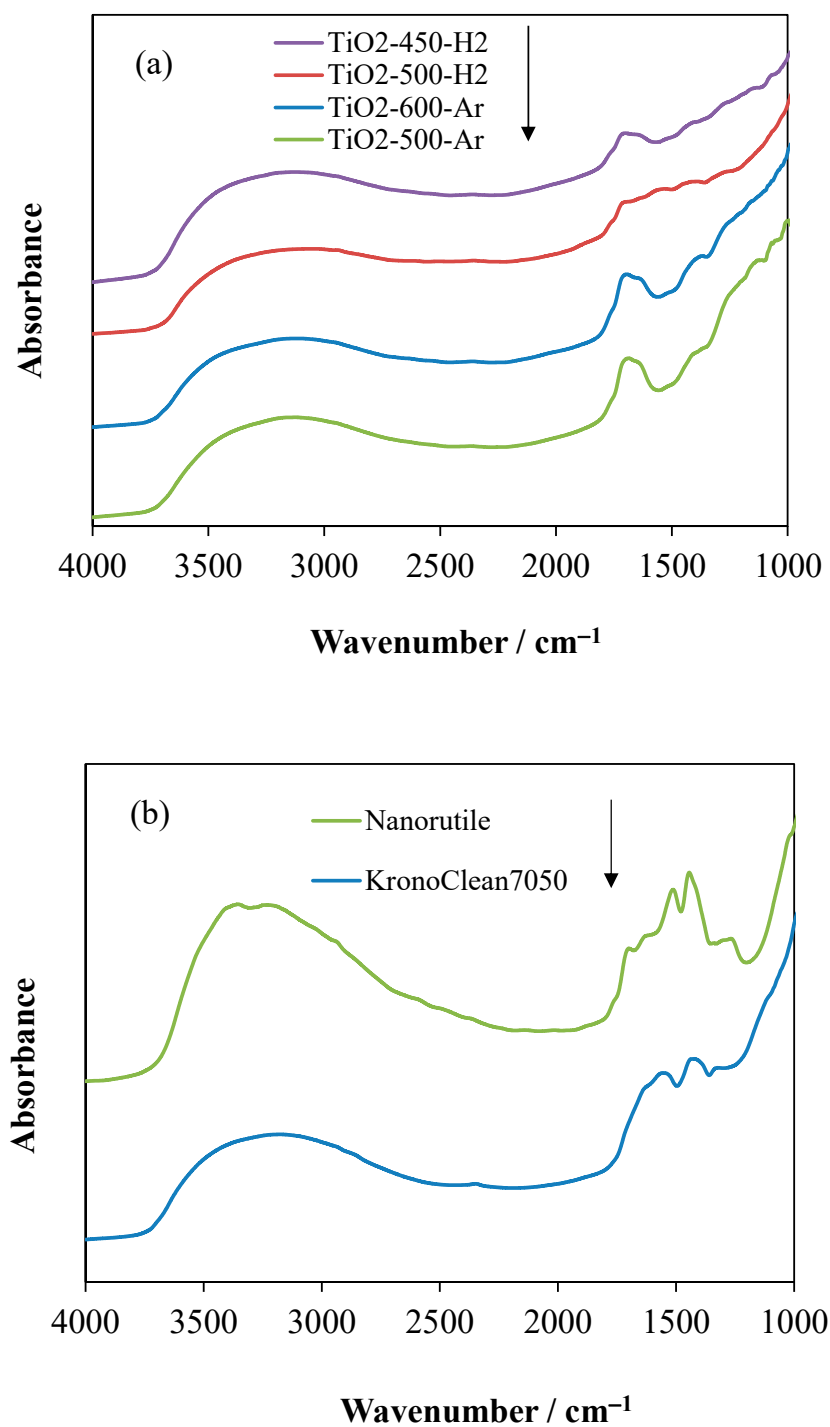 (a)
TiO2-450-H2
TiO2-500-H2
TiO2-600-Ar
TiO2-500-Ar
Absorbance
4000 3500 3000 2500 2000 1500 1000
Wavenumber / cm⁻¹
(b)
Nanorutile
KronoClean7050
Absorbance
4000 3500 3000 2500 2000 1500 1000
Wavenumber / cm⁻¹